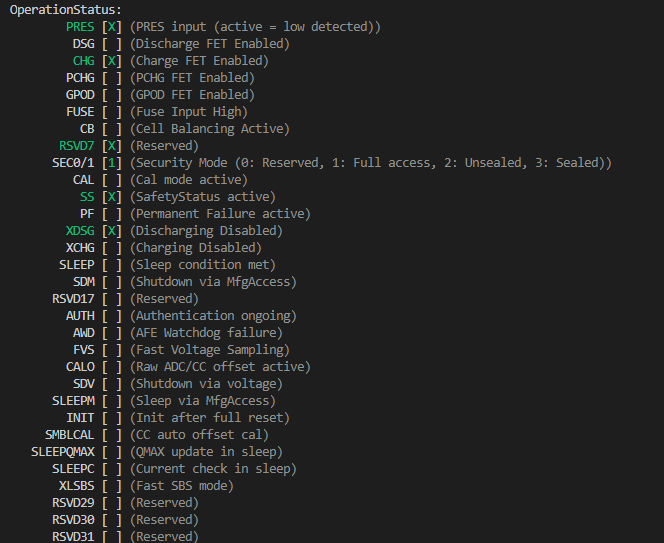 OperationStatus:
PRES [X] (PRES input (active = low detected))
DSG [ ] (Discharge FET Enabled)
CHG [X] (Charge FET Enabled)
PCHG [ ] (PCHG FET Enabled)
GPOD [ ] (GPOD FET Enabled)
FUSE [ ] (Fuse Input High)
CB [ ] (Cell Balancing Active)
RSVD7 [X] (Reserved)
SEC0/1 [1] (Security Mode (0: Reserved, 1: Full access, 2: Unsealed, 3: Sealed))
CAL [ ] (Cal mode active)
SS [X] (SafetyStatus active)
PF [ ] (Permanent Failure active)
XDSG [X] (Discharging Disabled)
XCHG [ ] (Charging Disabled)
SLEEP [ ] (Sleep condition met)
SDM [ ] (Shutdown via MfgAccess)
RSVD17 [ ] (Reserved)
AUTH [ ] (Authentication ongoing)
AWD [ ] (AFE Watchdog failure)
FVS [ ] (Fast Voltage Sampling)
CALO [ ] (Raw ADC/CC offset active)
SDV [ ] (Shutdown via voltage)
SLEEPM [ ] (Sleep via MfgAccess)
INIT [ ] (Init after full reset)
SMBLCAL [ ] (CC auto offset cal)
SLEEPQMAX [ ] (QMAX update in sleep)
SLEEPC [ ] (Current check in sleep)
XLSBS [ ] (Fast SBS mode)
RSVD29 [ ] (Reserved)
RSVD30 [ ] (Reserved)
RSVD31 [ ] (Reserved)